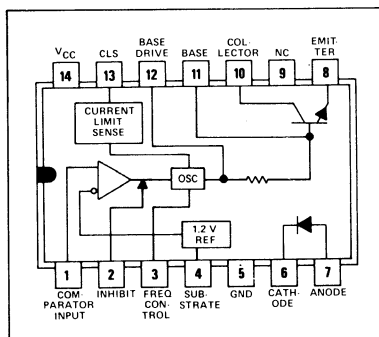 VCC
CLS
BASE
DRIVE
BASE
COL-
LECTOR
NC
EMIT-
TER
14
13
12
11
10
9
8
CURRENT
LIMIT
SENSE
OSC
1.2 V
REF
1
2
3
4
5
6
7
COM-
PARATOR
INPUT
INHIBIT
FREQ
CON-
TROL
SUB-
STRATE
GND
CATH-
ODE
ANODE